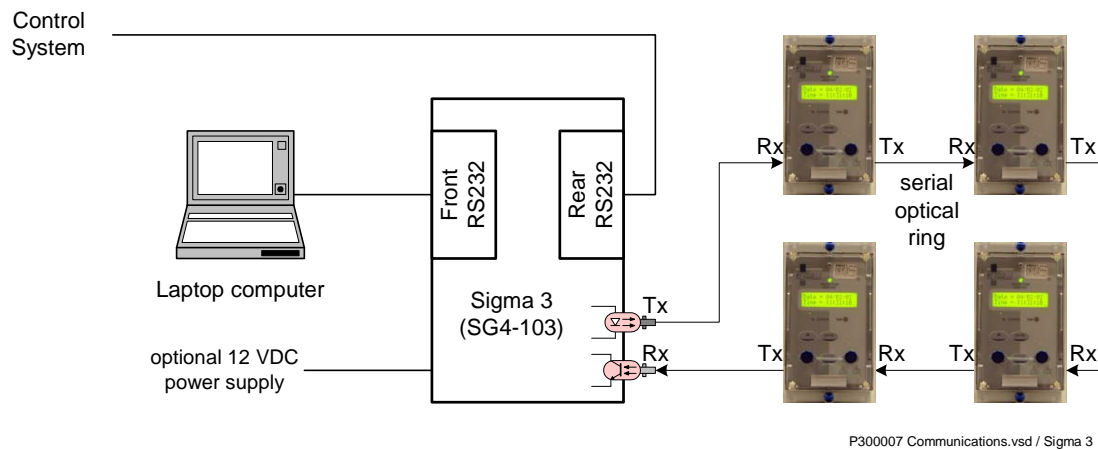 Control
System
Laptop computer
optional 12 VDC
power supply
Front
RS232
Rear
RS232
Sigma 3
(SG4-103)
Tx
Rx
Rx
Tx
Rx
Tx
serial
optical
ring
Tx
Rx
Tx
Rx
P300007 Communications.vsd / Sigma 3